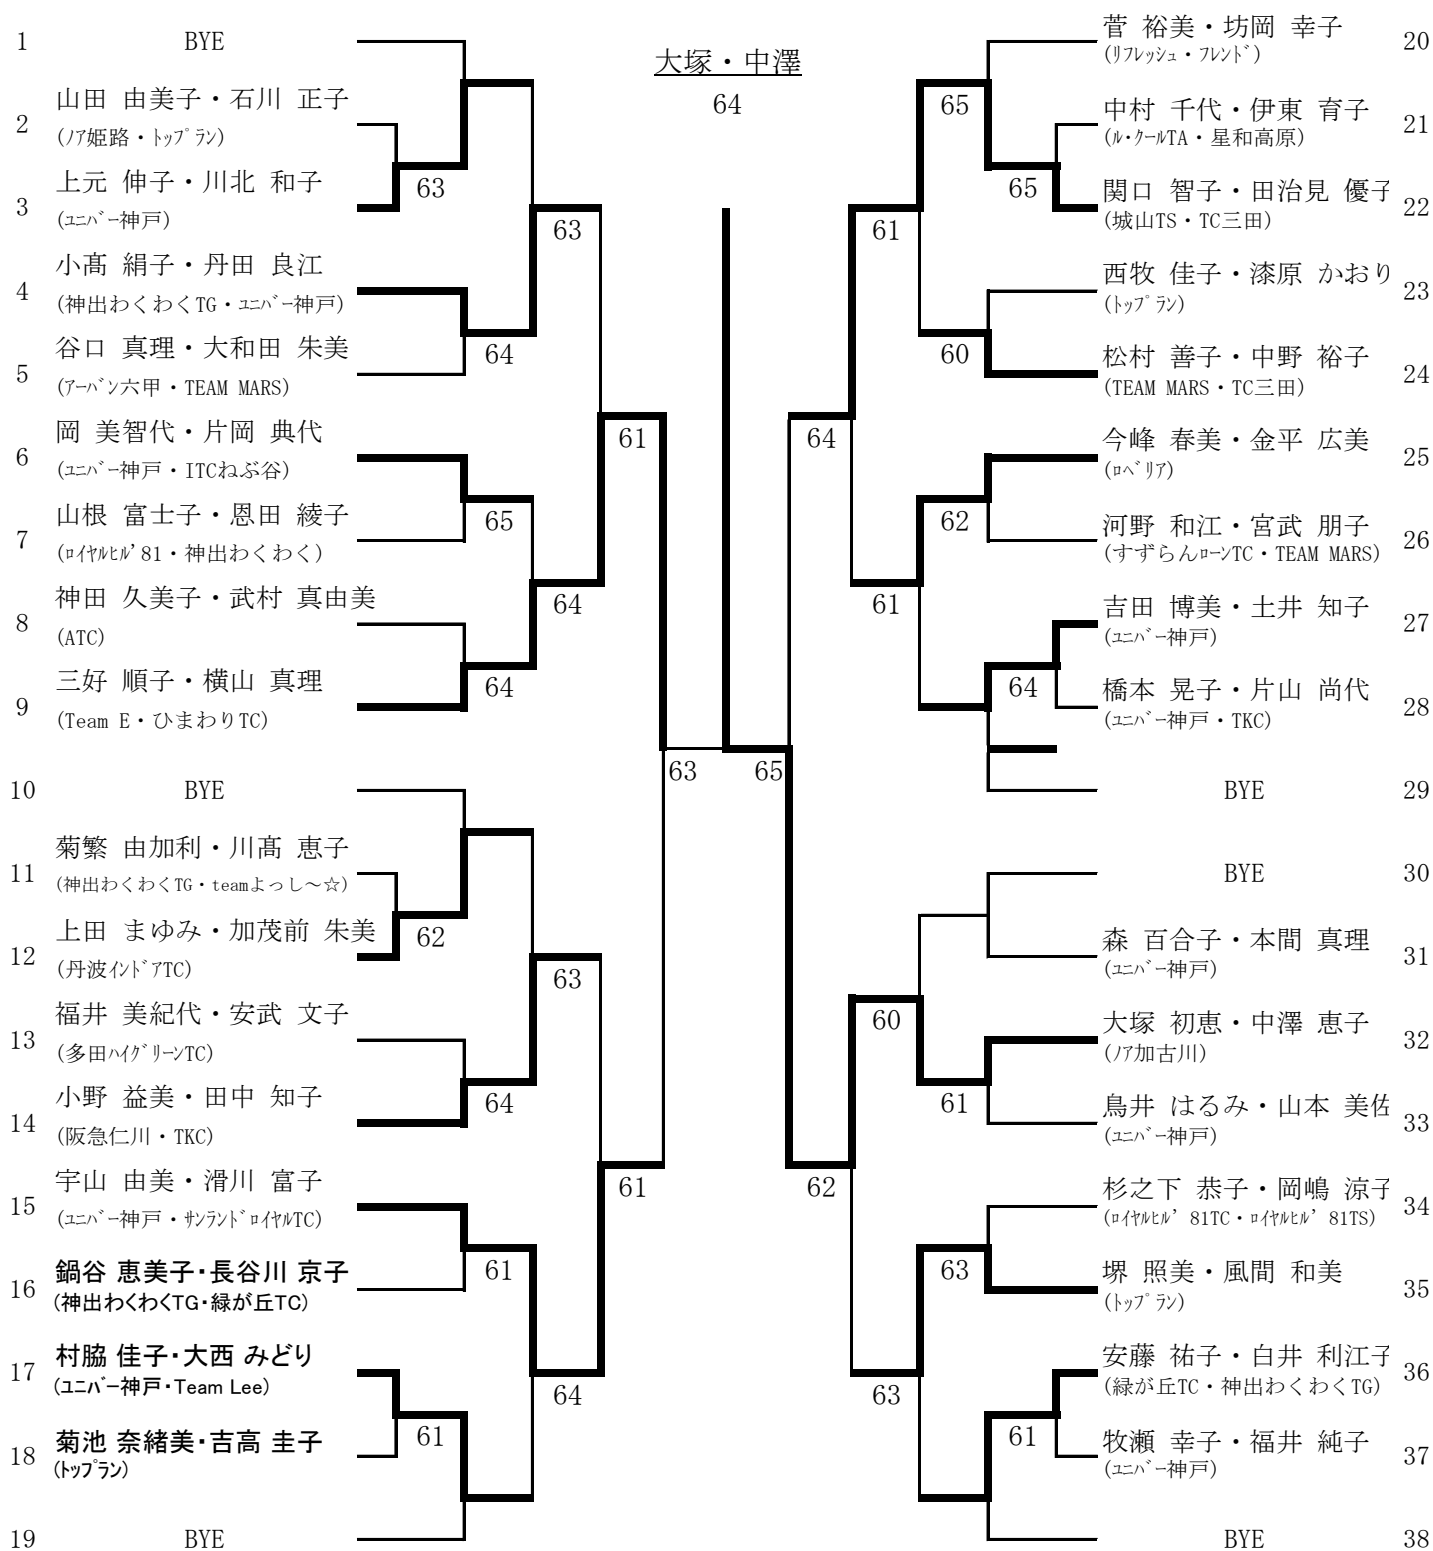 1 BYE
山田 由美子・石川 正子
2
(ﾉｱ姫路・ﾄｯﾌﾟﾗﾝ)
上元 伸子・川北 和子
63
3
(ﾕﾆﾊﾞｰ神戸)
63
小髙 絹子・丹田 良江
4
(神出わくわくTG・ﾕﾆﾊﾞｰ神戸)
谷口 真理・大和田 朱美
64
5
(ｱｰﾊﾞﾝ六甲・TEAM MARS)
岡 美智代・片岡 典代
61
6
(ﾕﾆﾊﾞｰ神戸・ITCねぶ谷)
山根 富士子・恩田 綾子
65
7
(ﾛｲﾔﾙﾋﾙ’81・神出わくわく)
神田 久美子・武村 真由美
64
8
(ATC)
三好 順子・横山 真理
64
9
(Team E・ひまわりTC)
63
10 BYE
菊繁 由加利・川髙 恵子
11
(神出わくわくTG・teamよっし～☆)
上田 まゆみ・加茂前 朱美
62
12
(丹波ｲﾝﾄﾞｱTC)
63
福井 美紀代・安武 文子
13
(多田ﾊｲｸﾞﾘｰﾝTC)
小野 益美・田中 知子
64
14
(阪急仁川・TKC)
宇山 由美・滑川 富子
61
15
(ﾕﾆﾊﾞｰ神戸・ｻﾝﾗﾝﾄﾞﾛｲﾔﾙTC)
鍋谷 恵美子・長谷川 京子
61
16
(神出わくわくTG・緑が丘TC)
村脇 佳子・大西 みどり
17
(ﾕﾆﾊﾞｰ神戸・Team Lee)
64
菊池 奈緒美・吉高 圭子
61
18
(ﾄｯﾌﾟﾗﾝ)
19 BYE
大塚・中澤
64
菅 裕美・坊岡 幸子
20
(ﾘﾌﾚｯｼｭ・ﾌﾚﾝﾄﾞ)
65
中村 千代・伊東 育子
21
(ﾙ・ｸｰﾙTA・星和高原)
関口 智子・田治見 優子
65
22
(城山TS・TC三田)
61
西牧 佳子・漆原 かおり
23
(ﾄｯﾌﾟﾗﾝ)
松村 善子・中野 裕子
60
24
(TEAM MARS・TC三田)
今峰 春美・金平 広美
64
25
(ﾛﾍﾞﾘｱ)
河野 和江・宮武 朋子
62
26
(すずらんﾛｰﾝTC・TEAM MARS)
吉田 博美・土井 知子
61
27
(ﾕﾆﾊﾞｰ神戸)
橋本 晃子・片山 尚代
64
28
(ﾕﾆﾊﾞｰ神戸・TKC)
65
BYE 29
BYE 30
森 百合子・本間 真理
31
(ﾕﾆﾊﾞｰ神戸)
60
大塚 初恵・中澤 恵子
32
(ﾉｱ加古川)
鳥井 はるみ・山本 美佐
61
33
(ﾕﾆﾊﾞｰ神戸)
62
杉之下 恭子・岡嶋 涼子
34
(ﾛｲﾔﾙﾋﾙ’81TC・ﾛｲﾔﾙﾋﾙ’81TS)
堺 照美・風間 和美
63
35
(ﾄｯﾌﾟﾗﾝ)
安藤 祐子・白井 利江子
36
(緑が丘TC・神出わくわくTG)
63
牧瀬 幸子・福井 純子
61
37
(ﾕﾆﾊﾞｰ神戸)
BYE 38